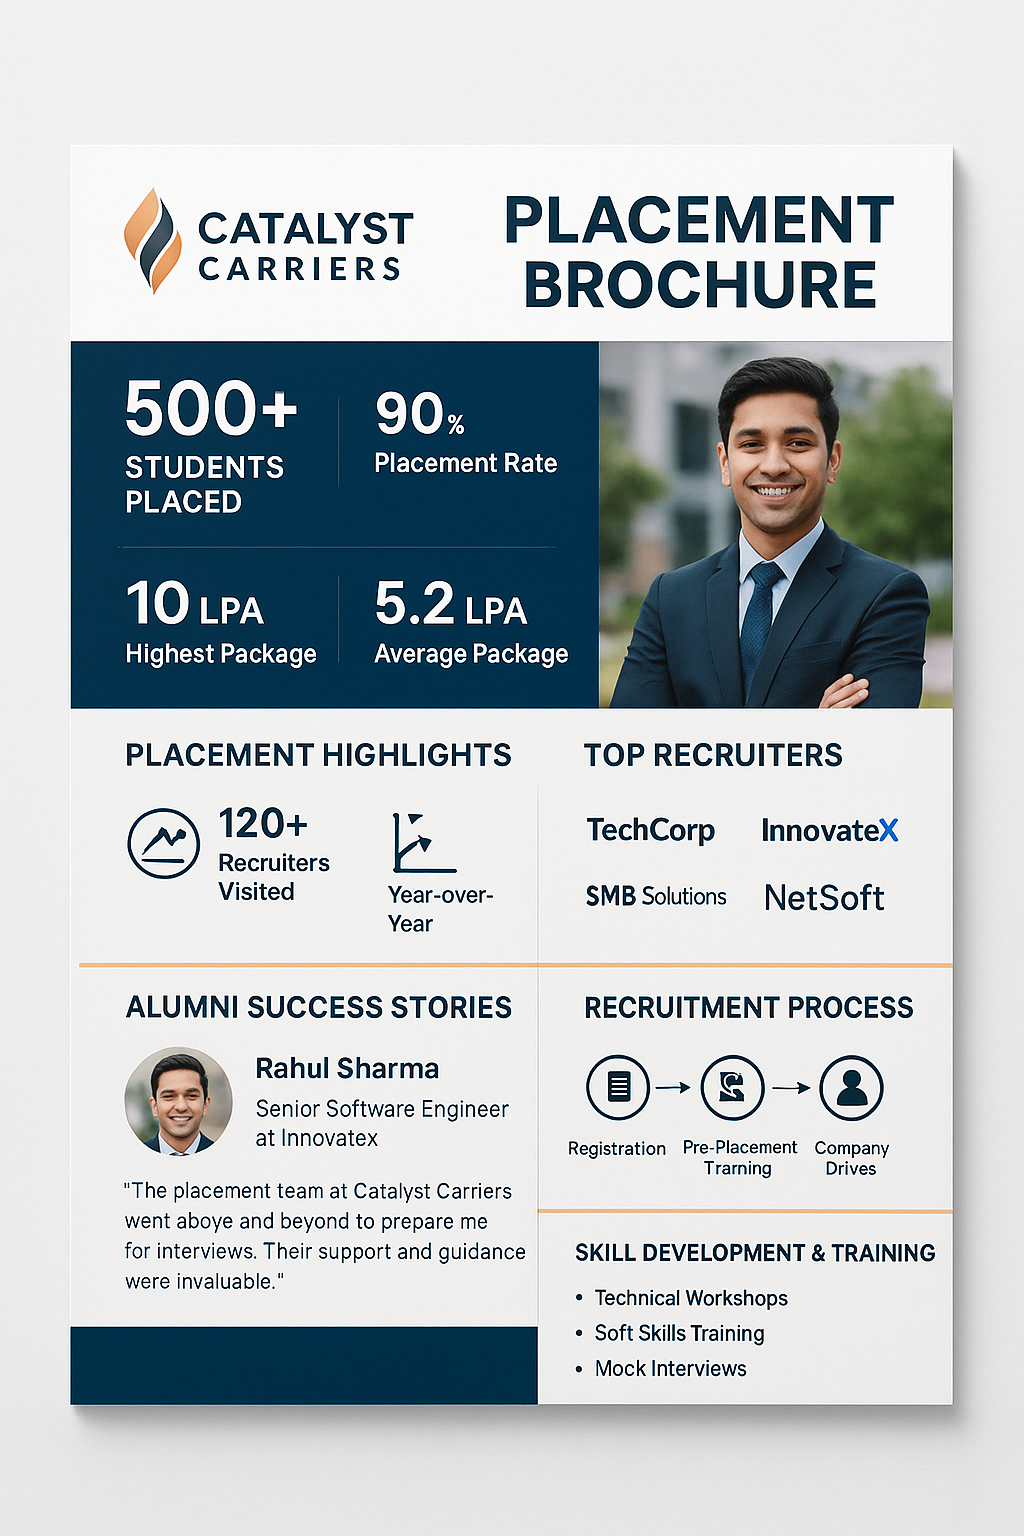 CATALYST
CARRIERS
PLACEMENT
BROCHURE
500+
STUDENTS
PLACED
90%
Placement Rate
10 LPA
Highest Package
5.2 LPA
Average Package
PLACEMENT HIGHLIGHTS
120+
Recruiters
Visited
Year-over-
Year
TOP RECRUITERS
TechCorp
InnovateX
SMB Solutions
NetSoft
ALUMNI SUCCESS STORIES
Rahul Sharma
Senior Software Engineer
at Innovatex
"The placement team at Catalyst Carriers
went aboye and beyond to prepare me
for interviews. Their support and guidance
were invaluable."
RECRUITMENT PROCESS
Registration
Pre-Placement
Trarning
Company
Drives
SKILL DEVELOPMENT & TRAINING
• Technical Workshops
• Soft Skills Training
• Mock Interviews